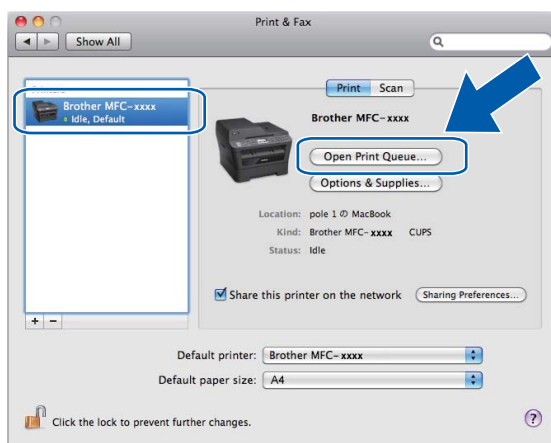 Print & Fax
Show All
Print Scan
Brother MFC-xxxx
Idle, Default
Brother MFC-xxxx
Open Print Queue...
Options & Supplies...
Location: pole 1 の MacBook
Kind: Brother MFC-xxxx CUPS
Status: Idle
Share this printer on the network Sharing Preferences...
+ −
Default printer: Brother MFC-xxxx
Default paper size: A4
Click the lock to prevent further changes. ?